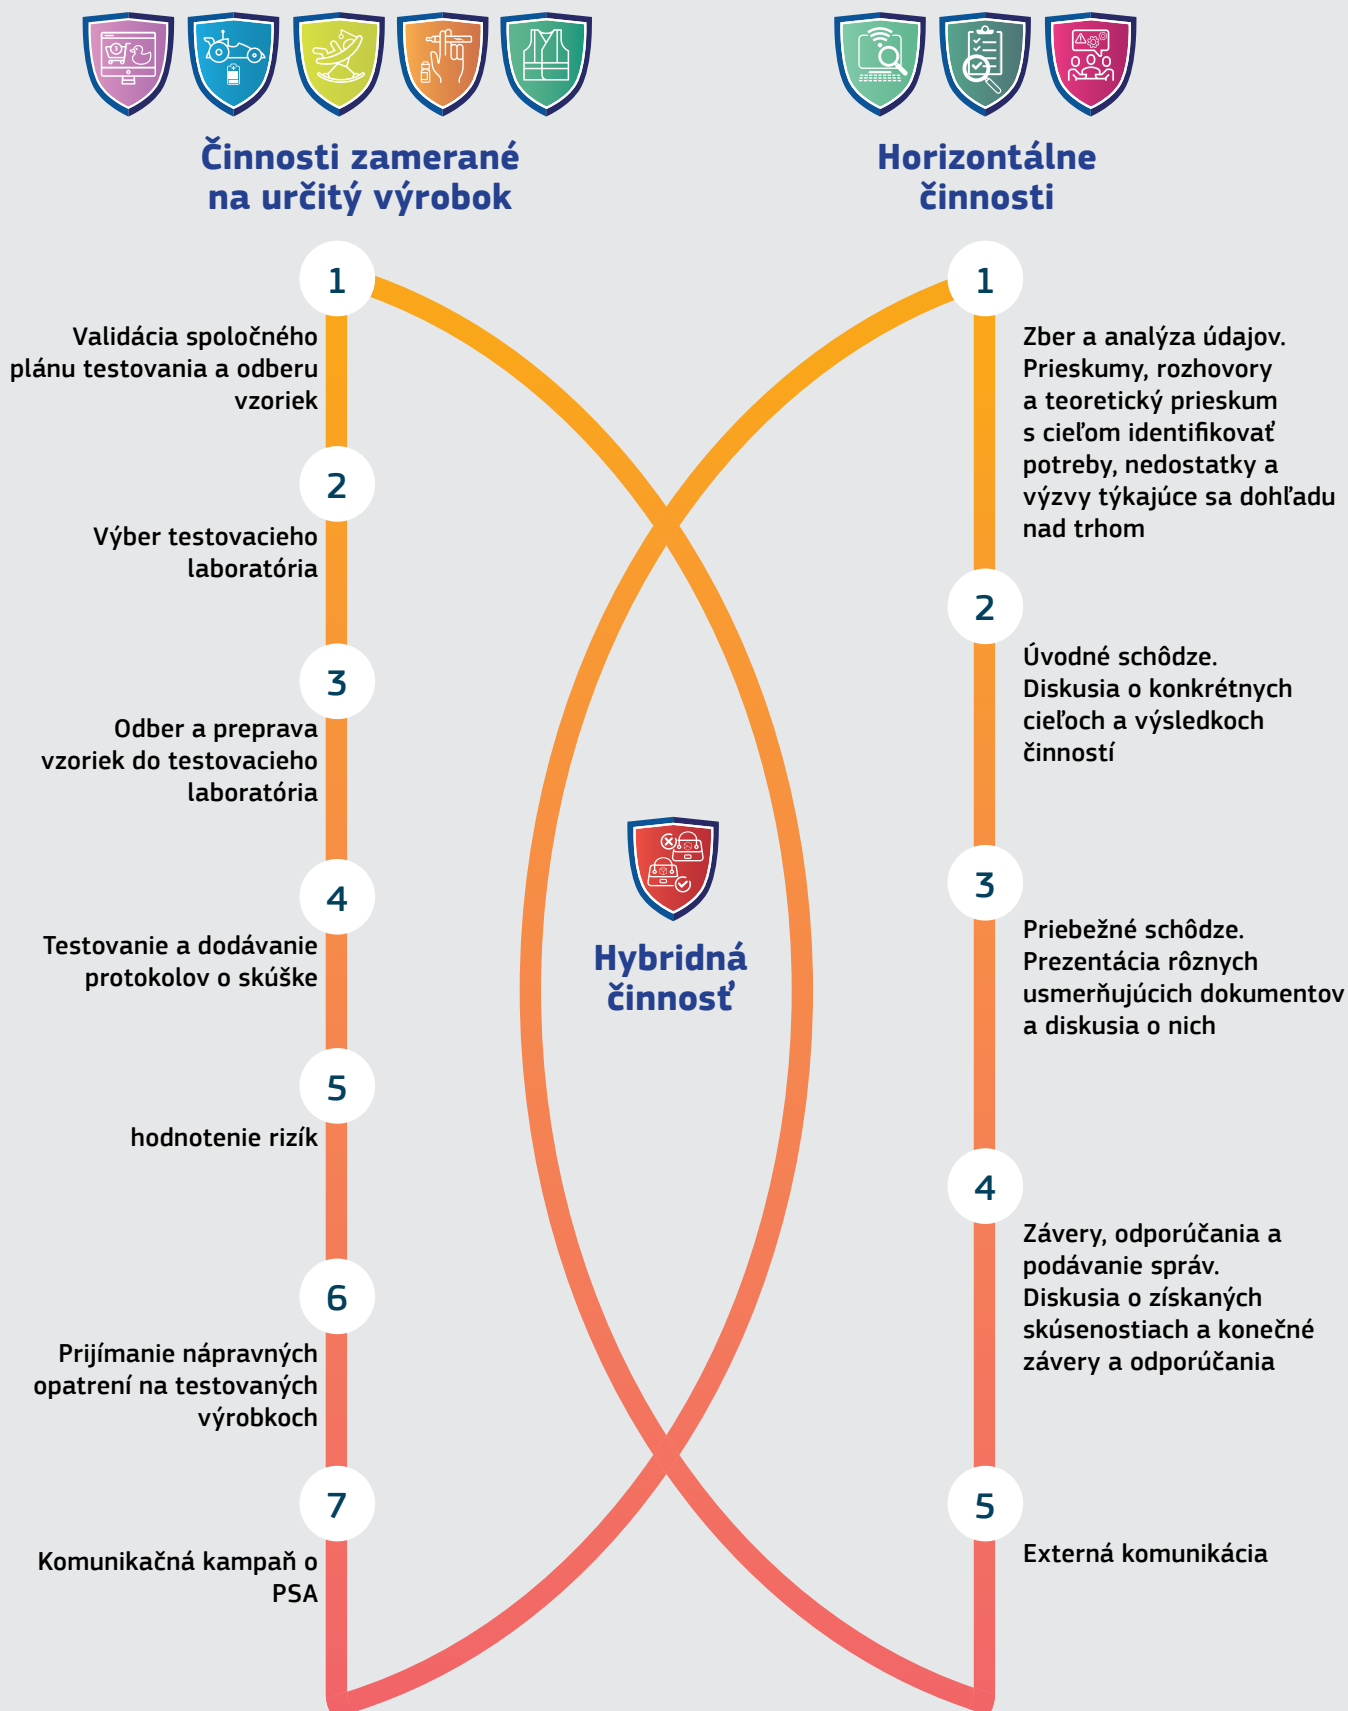 Činnosti zamerané
na určitý výrobok
1
Validácia spoločného
plánu testovania a odberu
vzoriek
2
Výber testovacieho
laboratória
3
Odber a preprava
vzoriek do testovacieho
laboratória
4
Testovanie a dodávanie
protokolov o skúške
5
hodnotenie rizík
6
Prijímanie nápravných
opatrení na testovaných
výrobkoch
7
Komunikačná kampaň o
PSA
Hybridná
činnosť
Horizontálne
činnosti
1
Zber a analýza údajov.
Prieskumy, rozhovory
a teoretický prieskum
s cieľom identifikovať
potreby, nedostatky a
výzvy týkajúce sa dohľadu
nad trhom
2
Úvodné schôdze.
Diskusia o konkrétnych
cieľoch a výsledkoch
činností
3
Priebežné schôdze.
Prezentácia rôznych
usmerňujúcich dokumentov
a diskusia o nich
4
Závery, odporúčania a
podávanie správ.
Diskusia o získaných
skúsenostiach a konečné
závery a odporúčania
5
Externá komunikácia